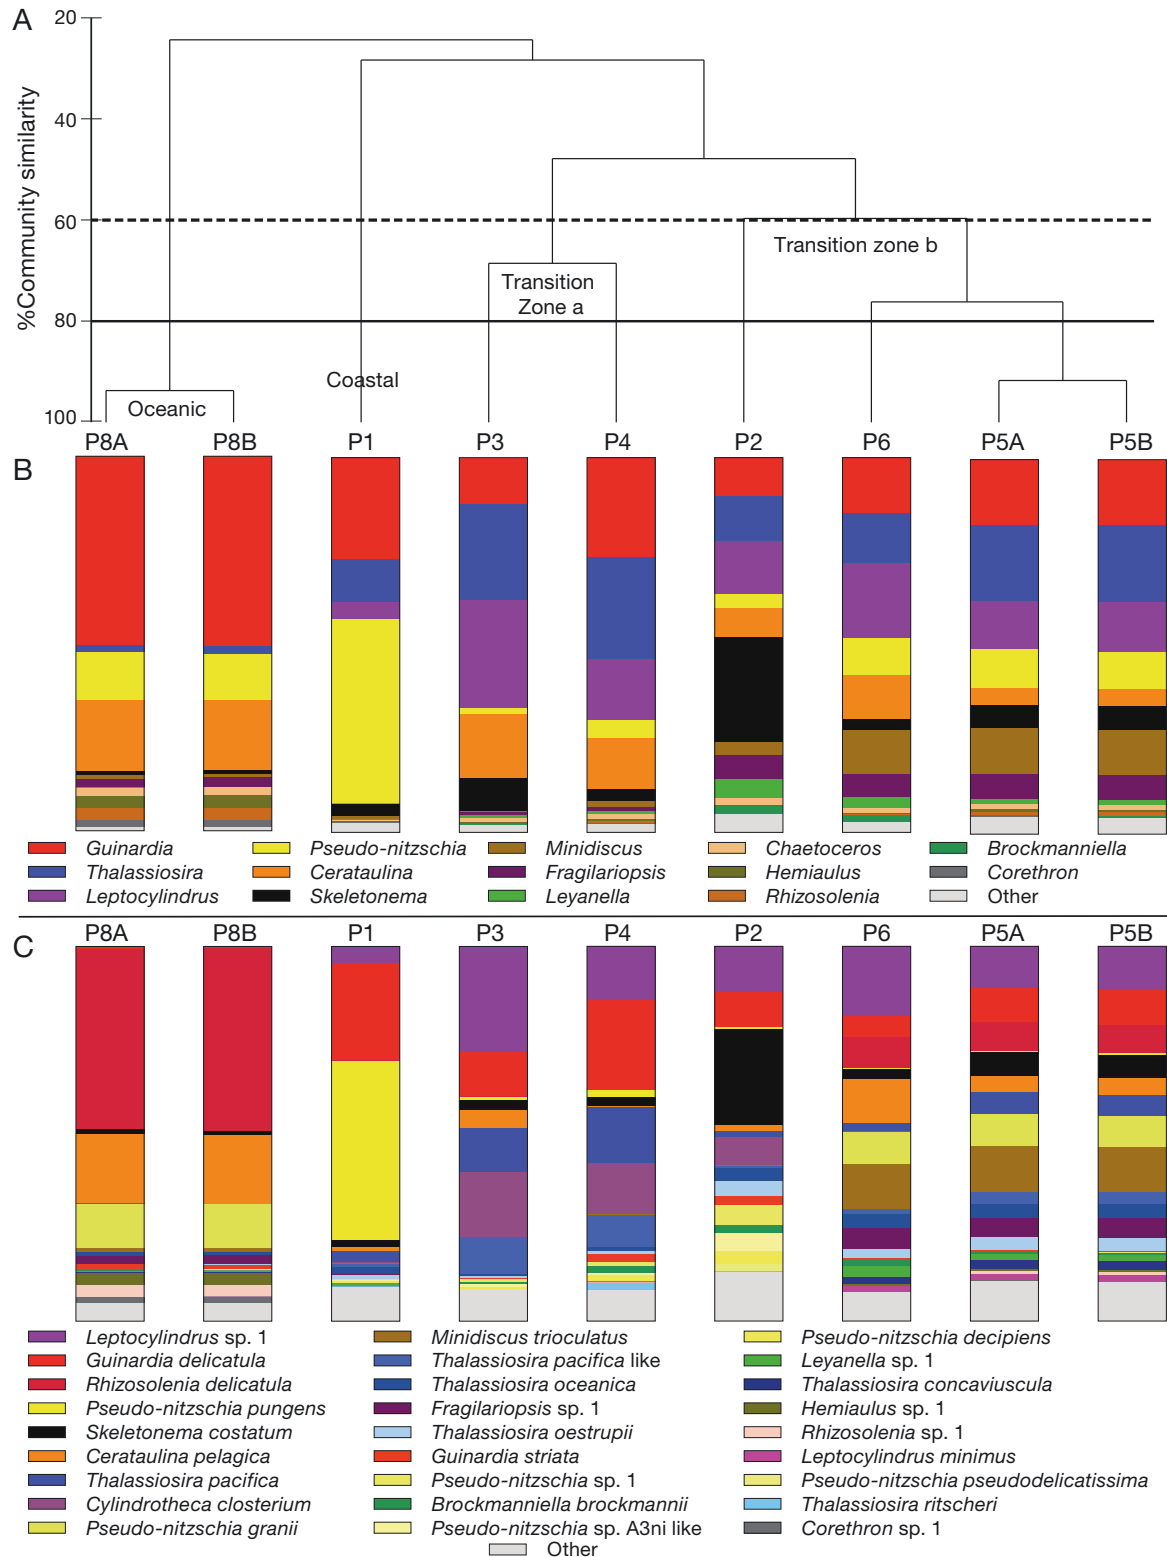 A
20
40
60
80
100
%Community similarity
Transition zone b
Transition
Zone a
Coastal
Oceanic
P8A P8B P1 P3 P4 P2 P6 P5A P5B
B
Guinardia Pseudo-nitzschia Minidiscus Chaetoceros Brockmanniella
Thalassiosira Cerataulina Fragilariopsis Hemiaulus Corethron
Leptocylindrus Skeletonema Leyanella Rhizosolenia Other
C
P8A P8B P1 P3 P4 P2 P6 P5A P5B
Leptocylindrus sp. 1 Minidiscus trioculatus Pseudo-nitzschia decipiens
Guinardia delicatula Thalassiosira pacifica like Leyanella sp. 1
Rhizosolenia delicatula Thalassiosira oceanica Thalassiosira concaviuscula
Pseudo-nitzschia pungens Fragilariopsis sp. 1 Hemiaulus sp. 1
Skeletonema costatum Thalassiosira oestrupii Rhizosolenia sp. 1
Cerataulina pelagica Guinardia striata Leptocylindrus minimus
Thalassiosira pacifica Pseudo-nitzschia sp. 1 Pseudo-nitzschia pseudodelicatissima
Cylindrotheca closterium Brockmanniella brockmannii Thalassiosira ritscheri
Pseudo-nitzschia granii Pseudo-nitzschia sp. A3ni like Corethron sp. 1
Other